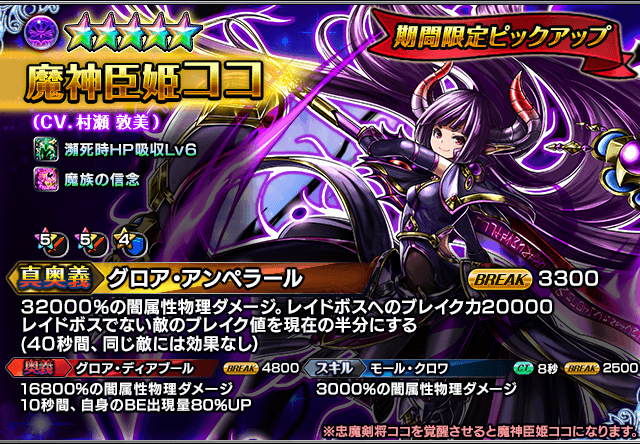 期間限定ピックアップ
魔神臣姫ココ
(CV.村瀬 敦美)
瀕死時HP吸収Lv6
魔族の信念
5 5 4
真奥義 グロア・アンペラール BREAK 3300
32000%の闇属性物理ダメージ。レイドボスへのブレイク力20000
レイドボスでない敵のブレイク値を現在の半分にする
(40秒間、同じ敵には効果なし)
奥義 グロア・ディアブール BREAK 4800
16800%の闇属性物理ダメージ
10秒間、自身のBE出現量80%UP
スキル モール・クロワ C.T. 8秒 BREAK 2500
3000%の闇属性物理ダメージ
※忠魔剣将ココを覚醒させると魔神臣姫ココになります。